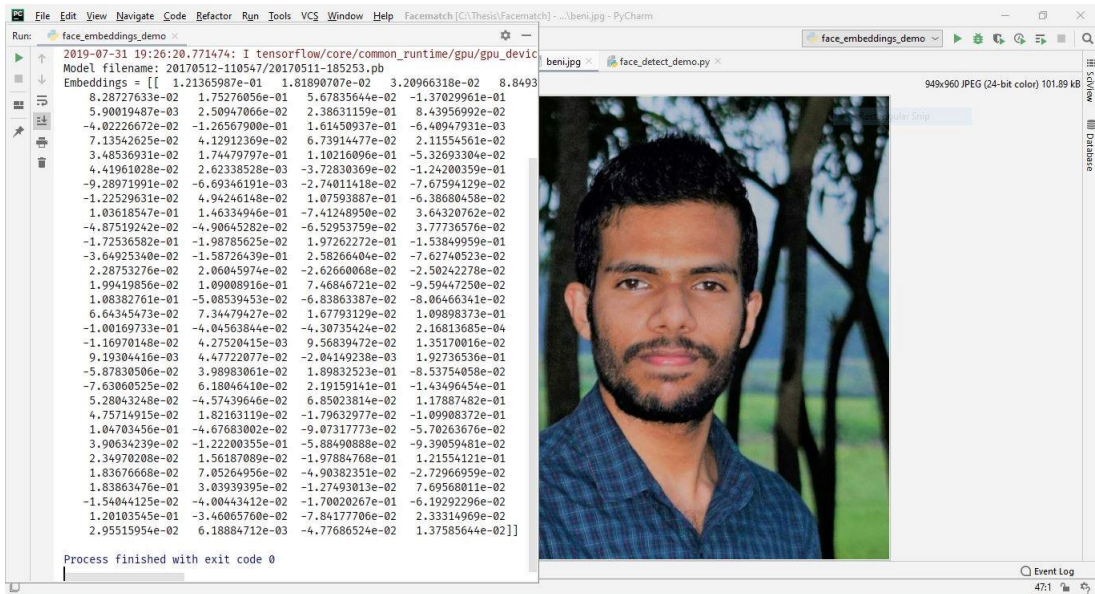 File Edit View Navigate Code Refactor Run Tools VCS Window Help Facematch [C:\Thesis\Facematch] - ...\beni.jpg - PyCharm
Run: face_embeddings_demo
face_embeddings_demo
beni.jpg face_detect_demo.py
949x960 JPEG (24-bit color) 101.89 kB
2019-07-31 19:26:20.771474: I tensorflow/core/common_runtime/gpu/gpu_devic
Model filename: 20170512-110547/20170511-185253.pb
Embeddings = [[ 1.21365987e-01 1.81890707e-02 3.20966318e-02 8.8493
8.28727633e-02 1.75276056e-01 5.67835644e-02 -1.37029961e-01
5.90019487e-03 2.50947066e-02 2.38631159e-01 8.43956992e-02
-4.02226672e-02 -1.26567900e-01 1.61450937e-01 -6.40947931e-03
7.13542625e-02 4.12912369e-02 6.73914477e-02 2.11554561e-02
3.48536931e-02 1.74479797e-01 1.10216096e-01 -5.32693304e-02
4.41961028e-02 2.62338528e-03 -3.72830369e-02 -1.24200359e-01
-9.28971991e-02 -6.69346191e-03 -2.74011418e-02 -7.67594129e-02
-1.22529631e-01 4.94246148e-02 1.07593887e-01 -6.38680458e-02
1.03618547e-01 1.46334946e-01 -7.41248950e-02 3.64320762e-02
-4.87519242e-02 -4.90645282e-02 -6.52953759e-02 3.77736576e-02
-1.72536582e-01 -1.98785625e-01 1.97262272e-01 -1.53849959e-01
-3.64925340e-02 -1.58726439e-01 2.58266404e-02 -7.62740523e-02
2.28753276e-02 2.06045974e-02 -2.62660068e-02 -2.50242278e-02
1.99419856e-02 1.09008916e-01 7.46846721e-02 -9.59447250e-02
1.08382761e-01 -5.08539453e-02 -6.83863387e-02 -8.06466341e-02
6.64345473e-02 7.34479427e-02 1.67793129e-02 1.09898373e-01
-1.00169733e-01 -4.04563844e-02 -4.30735424e-02 2.16813685e-04
-1.16970148e-02 4.27520415e-03 9.56839472e-02 1.35170016e-02
9.19304416e-03 4.47722077e-02 -2.04149238e-03 1.92736536e-01
-5.87830506e-02 3.98983061e-02 1.89832523e-01 -8.53754058e-02
-7.63060525e-02 6.18046410e-02 2.19159141e-01 -1.43496454e-01
5.28043248e-02 -4.57439646e-02 6.85023814e-02 1.17887482e-01
4.75714915e-02 1.82163119e-02 -1.79632977e-02 -1.09908372e-01
1.04703456e-01 -4.67683002e-02 -9.07317773e-02 -5.70263676e-02
3.90634239e-02 -1.22200355e-01 -5.88490888e-02 -9.39059481e-02
2.34970208e-02 1.56187089e-02 -1.97884768e-01 1.21554121e-01
1.83676668e-02 7.05264956e-02 -4.90382351e-02 -2.72966959e-02
1.83863476e-01 3.03939395e-02 -1.27493013e-02 7.69568011e-02
-1.54044125e-02 -4.00443412e-02 -1.70020267e-01 -6.19292296e-02
1.20103545e-01 -3.46065760e-02 -7.84177706e-02 2.33314969e-02
2.95515954e-02 6.18884712e-03 -4.77686524e-02 1.37585644e-02]]
Process finished with exit code 0
SciView
Database
Event Log
47:1